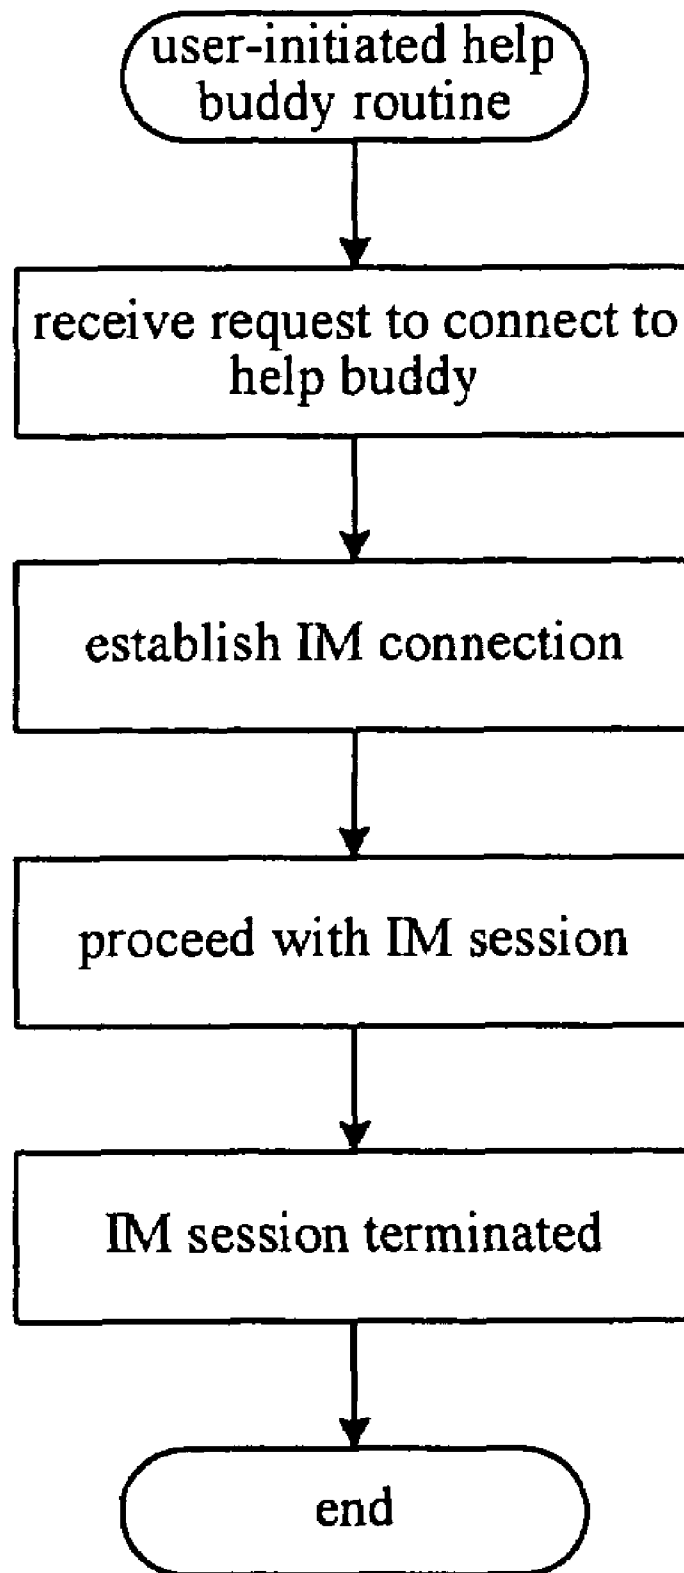 user-initiated help
buddy routine
receive request to connect to
help buddy
establish IM connection
proceed with IM session
IM session terminated
end